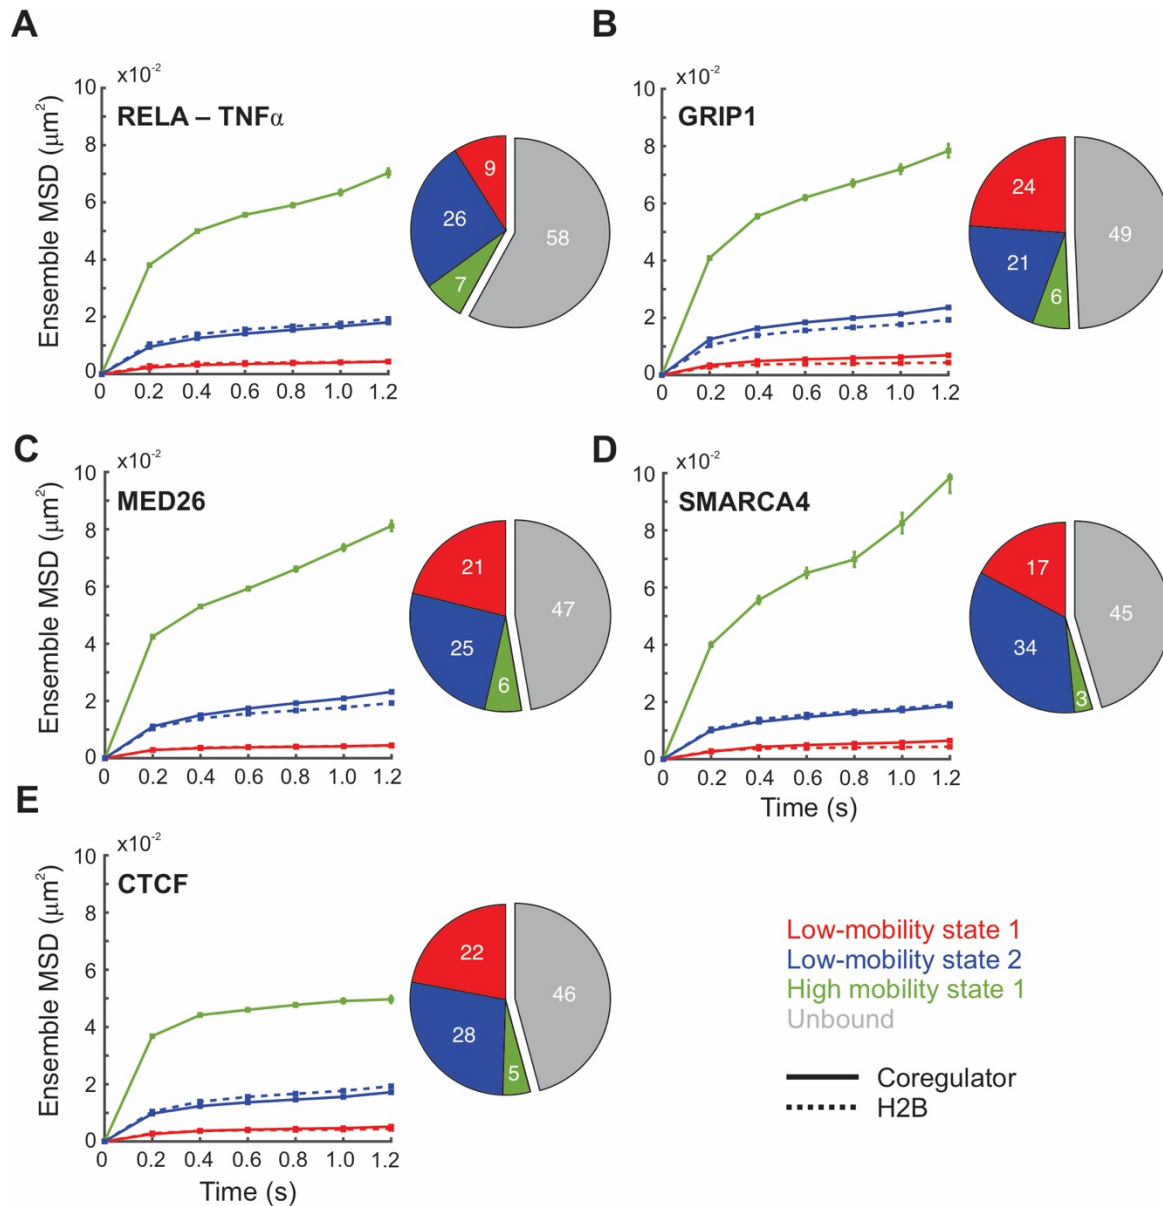 A
x10-2
RELA – TNFα
Ensemble MSD (μm2)
10
8
6
4
2
0
0 0.2 0.4 0.6 0.8 1.0 1.2
9
26
7
58
B
x10-2
GRIP1
10
8
6
4
2
0
0 0.2 0.4 0.6 0.8 1.0 1.2
24
21
6
49
C
x10-2
MED26
Ensemble MSD (μm2)
10
8
6
4
2
0
0 0.2 0.4 0.6 0.8 1.0 1.2
21
25
6
47
D
x10-2
SMARCA4
10
8
6
4
2
0
0 0.2 0.4 0.6 0.8 1.0 1.2
Time (s)
17
34
3
45
E
x10-2
CTCF
Ensemble MSD (μm2)
10
8
6
4
2
0
0 0.2 0.4 0.6 0.8 1.0 1.2
Time (s)
22
28
5
46
Low-mobility state 1
Low-mobility state 2
High mobility state 1
Unbound
Coregulator
H2B